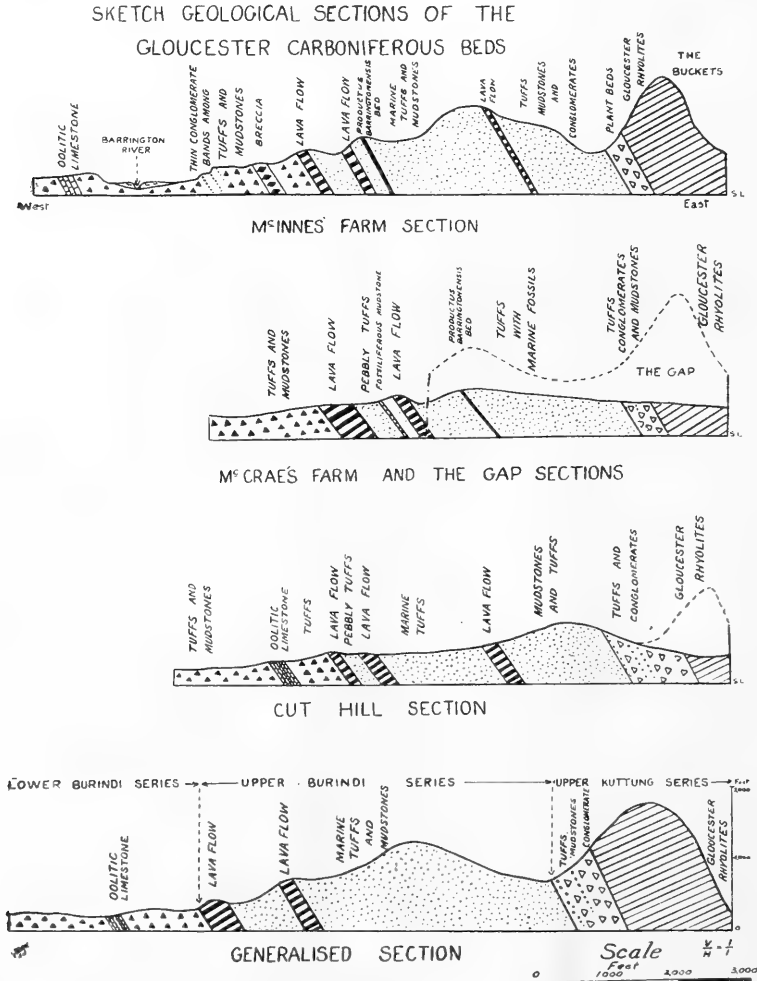 SKETCH GEOLOGICAL SECTIONS OF THE
GLOUCESTER CARBONIFEROUS BEDS
OOLITIC
LIMESTONE
BARRINGTON
RIVER
THIN CONGLOMERATE
BANDS AMONG
TUFFS AND
MUDSTONES
BRECCIA
LAVA FLOW
LAVA FLOW
PRODUCTUS
BARRINGTONENSIS
BED
MARINE
TUFFS AND
MUDSTONES
LAVA
FLOW
TUFFS
MUDSTONES
AND
CONGLOMERATES
PLANT BEDS
GLOUCESTER
RHYOLITES
THE
BUCKETS
S.L
West
East
McINNES' FARM SECTION
TUFFS AND
MUDSTONES
LAVA FLOW
PEBBLY TUFFS
FOSSILIFEROUS MUDSTONE
LAVA FLOW
PRODUCTUS
BARRINGTONENSIS
BED
TUFFS
WITH
MARINE FOSSILS
TUFFS
CONGLOMERATES
AND MUDSTONES
GLOUCESTER
RHYOLITES
THE GAP
S.L
McCRAE'S FARM AND THE GAP SECTIONS
TUFFS AND
MUDSTONES
OOLITIC
LIMESTONE
TUFFS
LAVA FLOW
PEBBLY TUFFS
LAVA FLOW
MARINE
TUFFS
LAVA FLOW
MUDSTONES
AND TUFFS
TUFFS AND
CONGLOMERATES
GLOUCESTER
RHYOLITES
S.L
CUT HILL SECTION
LOWER BURINDI SERIES
UPPER BURINDI SERIES
UPPER KUTTUNG SERIES
Feet
OOLITIC
LIMESTONE
LAVA FLOW
LAVA FLOW
MARINE
TUFFS
AND
MUDSTONES
TUFFS
MUDSTONES
CONGLOMERATE
GLOUCESTER
RHYOLITES
0
GENERALISED SECTION
Scale
V/H = 1/1
Feet
0 1000 2,000 3,000